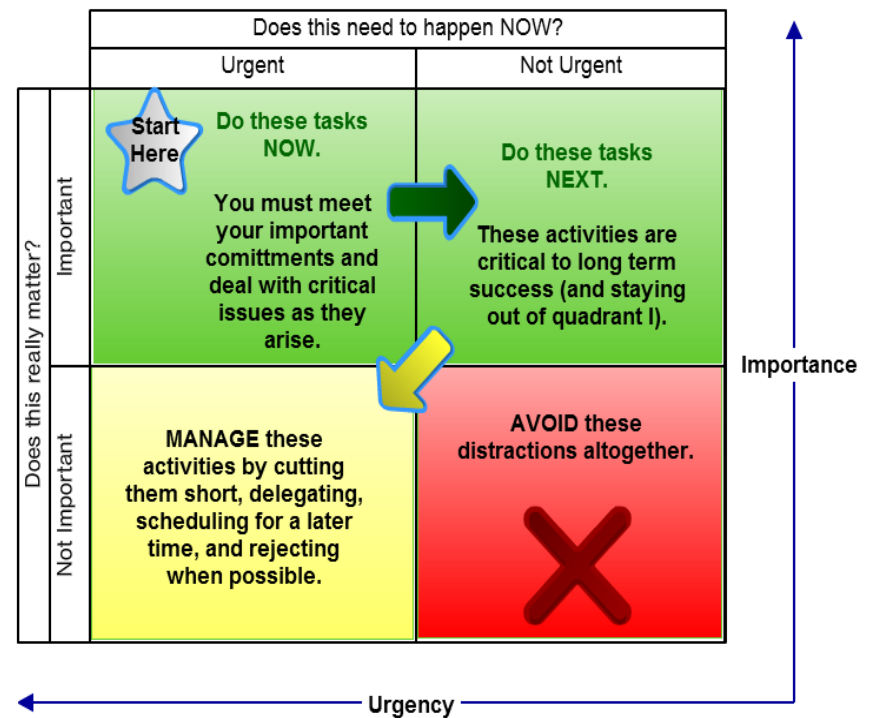 Does this need to happen NOW?
Urgent
Not Urgent
Does this really matter?
Important
Start
Here
Do these tasks
NOW.
You must meet
your important
comittments and
deal with critical
issues as they
arise.
Do these tasks
NEXT.
These activities are
critical to long term
success (and staying
out of quadrant I).
Not Important
MANAGE these
activities by cutting
them short, delegating,
scheduling for a later
time, and rejecting
when possible.
AVOID these
distractions altogether.
Importance
Urgency